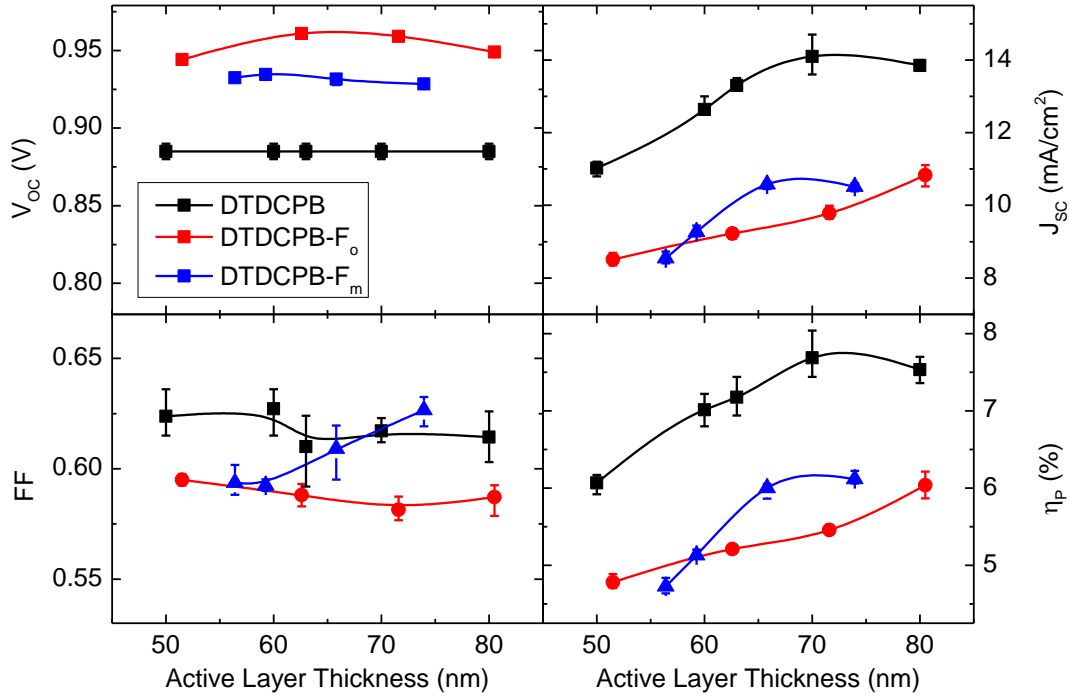 V_OC (V)
0.95
0.90
0.85
0.80
DTDCPB
DTDCPB-F_o
DTDCPB-F_m
14
12
10
8
J_SC (mA/cm²)
FF
0.65
0.60
0.55
50 60 70 80
Active Layer Thickness (nm)
8
7
6
5
η_P (%)
50 60 70 80
Active Layer Thickness (nm)